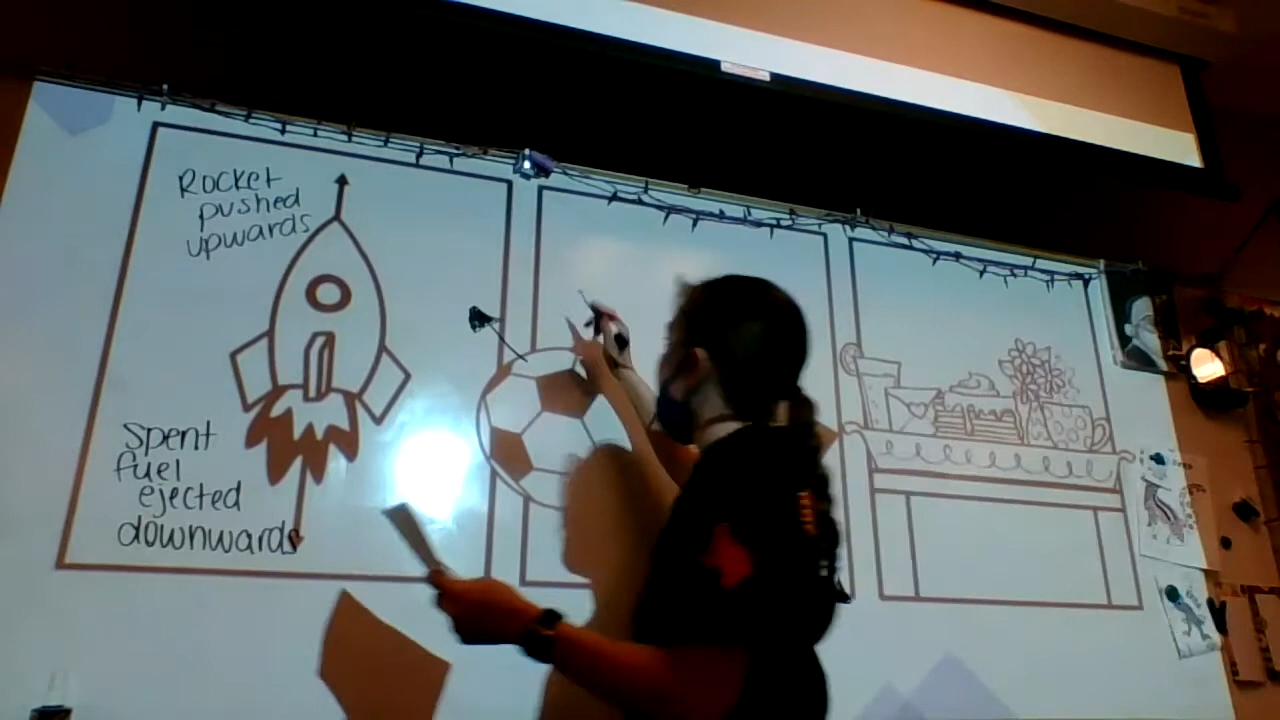 Rocket
pushed
upwards
spent
fuel
ejected
downwards